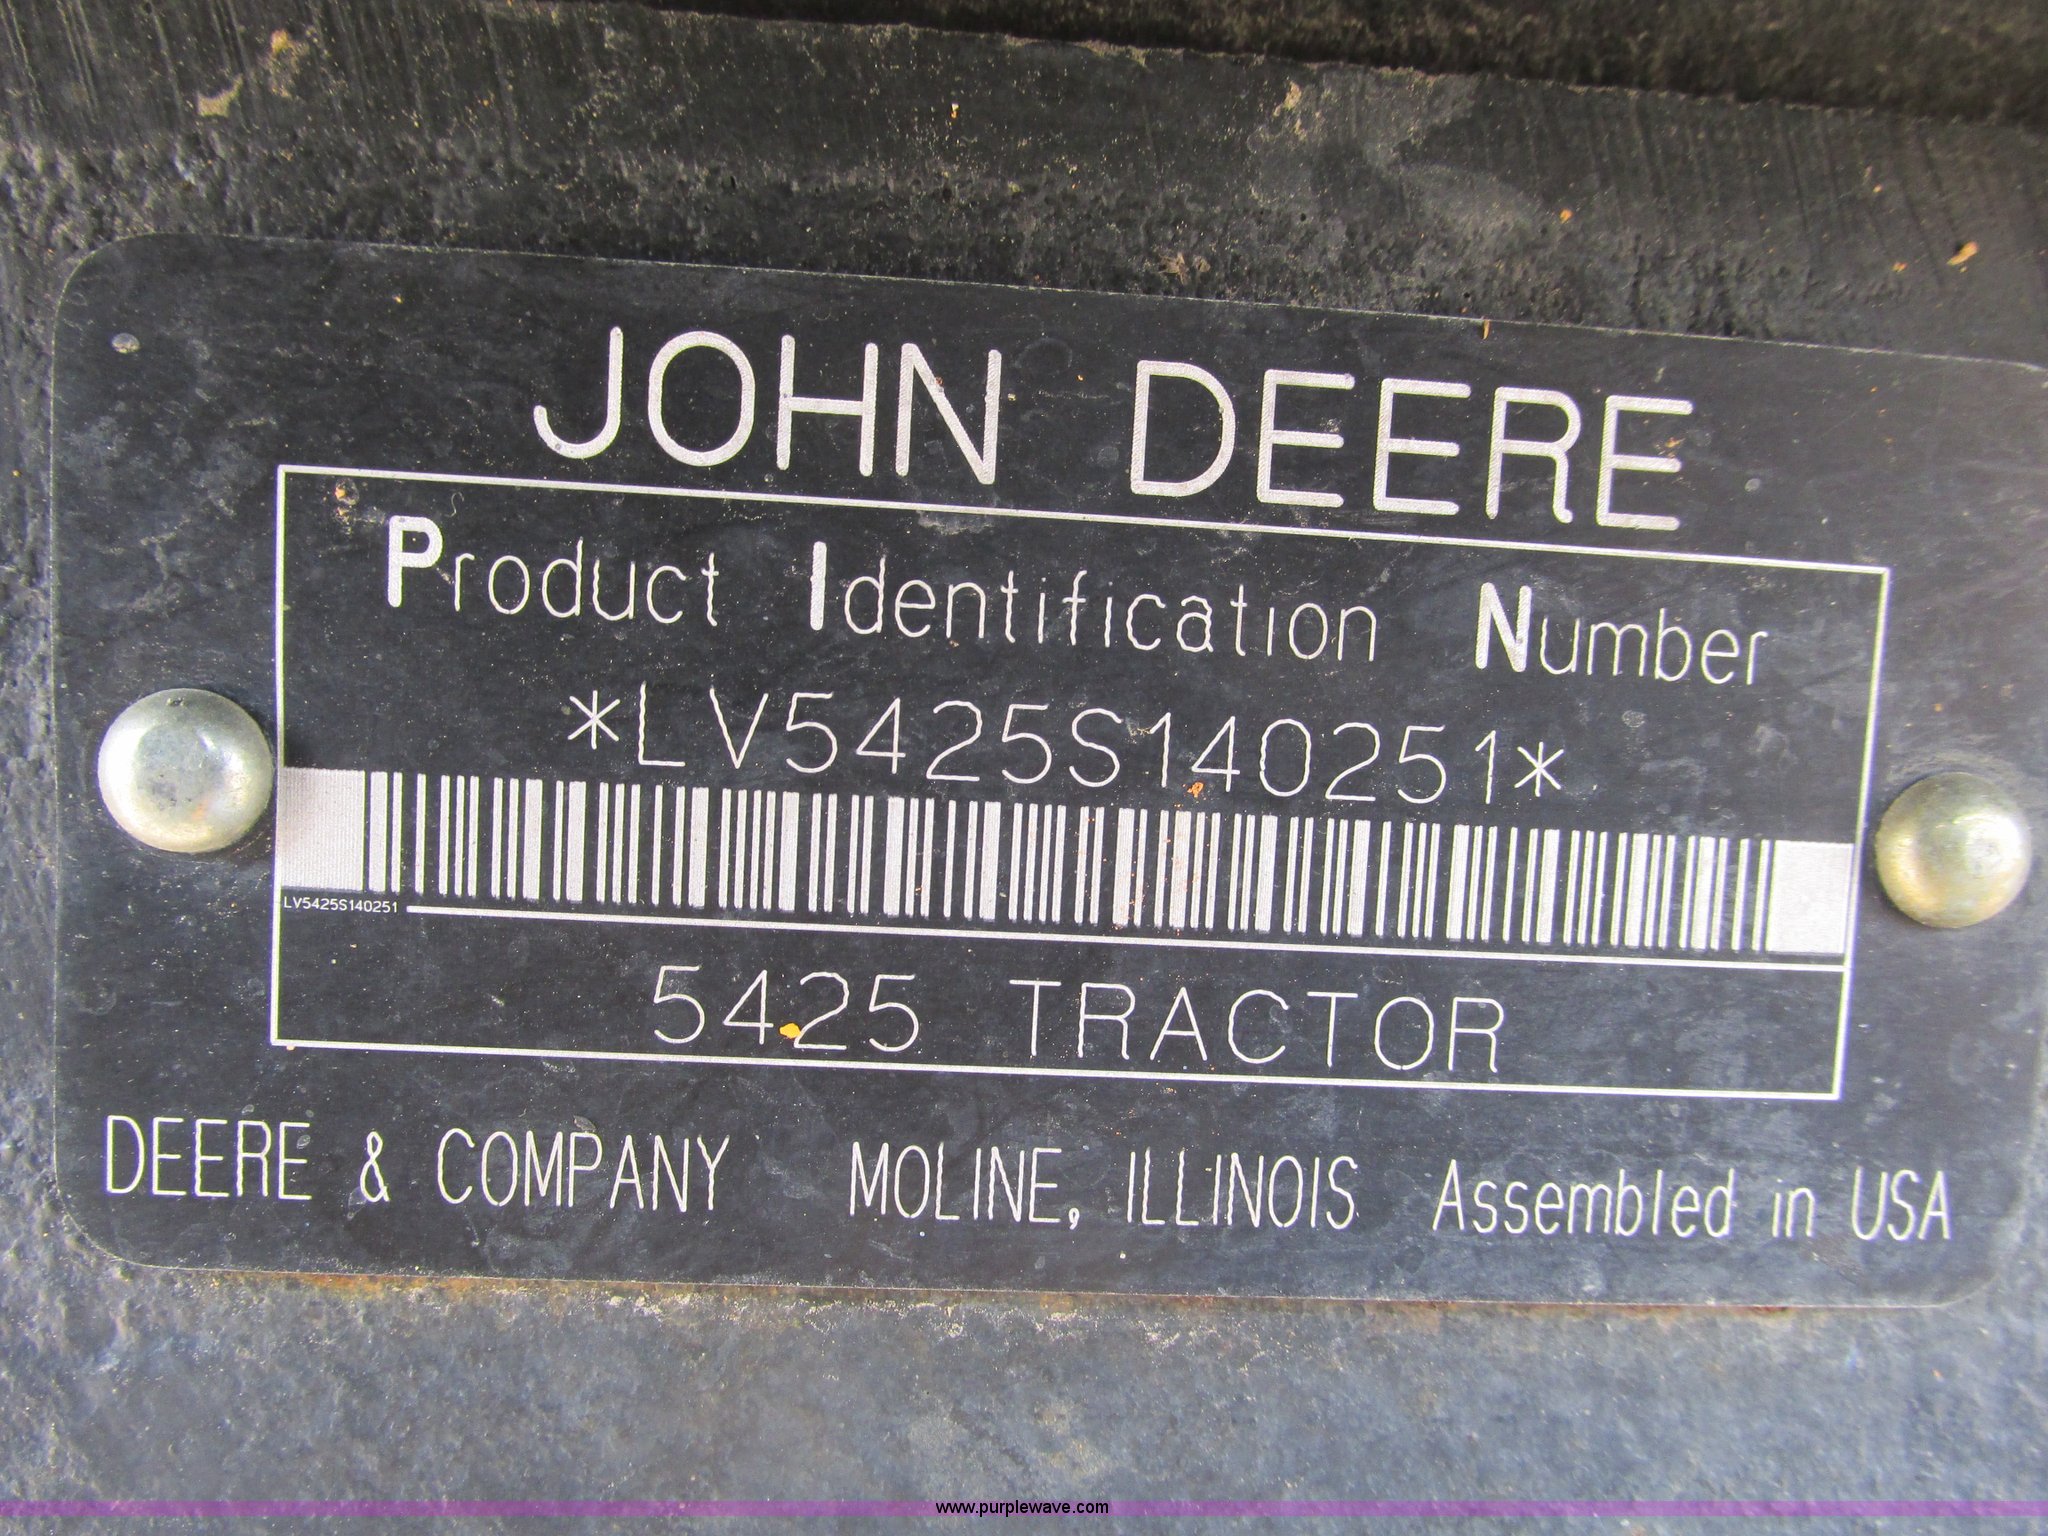 JOHN DEERE
Product Identification Number
*LV5425S140251*
LV5425S140251
5425 TRACTOR
DEERE & COMPANY MOLINE, ILLINOIS Assembled in USA
www.purplewave.com